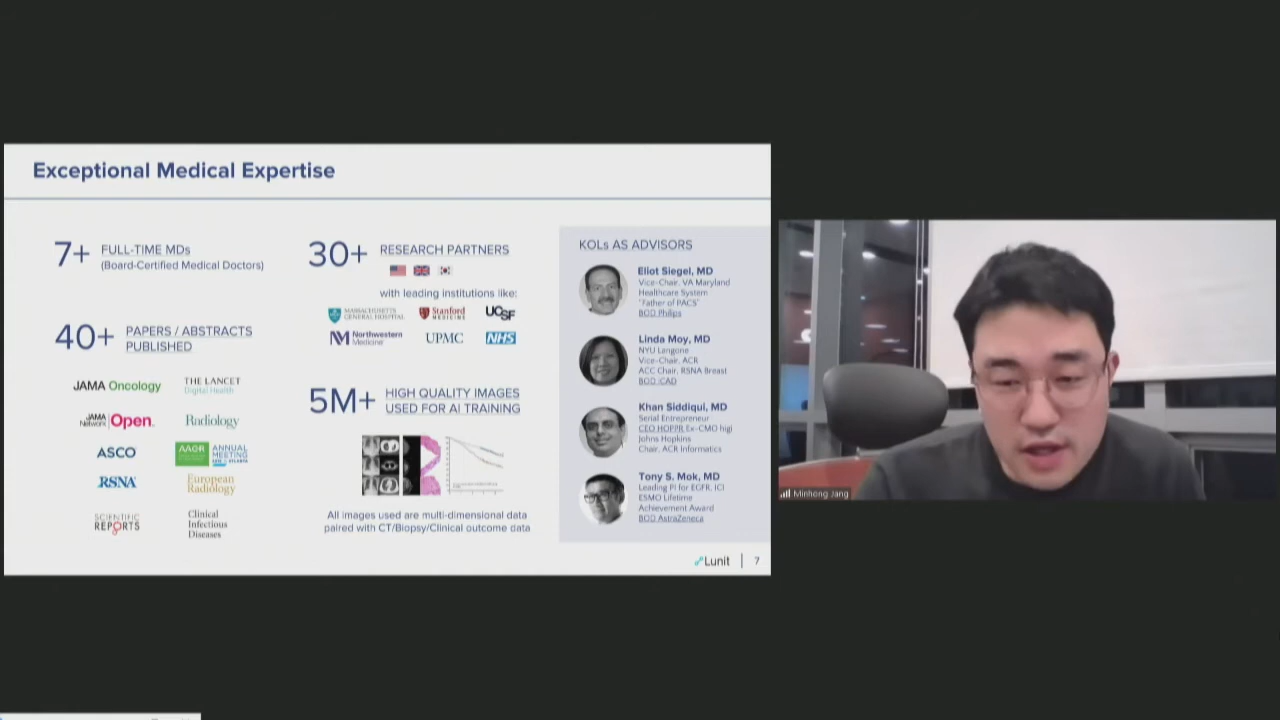 Exceptional Medical Expertise
7+ FULL-TIME MDs
(Board-Certified Medical Doctors)
40+ PAPERS / ABSTRACTS
PUBLISHED
JAMA Oncology
THE LANCET
Digital Health
JAMA
Network
Open
Radiology
ASCO
AACR
ANNUAL
MEETING
RSNA
European
Radiology
SCIENTIFIC
REPORTS
Clinical
Infectious
Diseases
30+ RESEARCH PARTNERS
with leading institutions like:
MASSACHUSETTS
GENERAL HOSPITAL
Stanford
MEDICINE
UCSF
Northwestern
Medicine
UPMC
NHS
5M+ HIGH QUALITY IMAGES
USED FOR AI TRAINING
All images used are multi-dimensional data
paired with CT/Biopsy/Clinical outcome data
KOLs AS ADVISORS
Eliot Siegel, MD
Vice-Chair, VA Maryland
Healthcare System
"Father of PACS"
BOD Philips
Linda Moy, MD
NYU Langone
Vice-Chair, ACR
ACC Chair, RSNA Breast
BOD iCAD
Khan Siddiqui, MD
Serial Entrepreneur
CEO HOPPR Ex-CMO higi
Johns Hopkins
Chair, ACR Informatics
Tony S. Mok, MD
Leading PI for EGFR, ICI
ESMO Lifetime
Achievement Award
BOD AstraZeneca
Lunit | 7
Minhong Jang